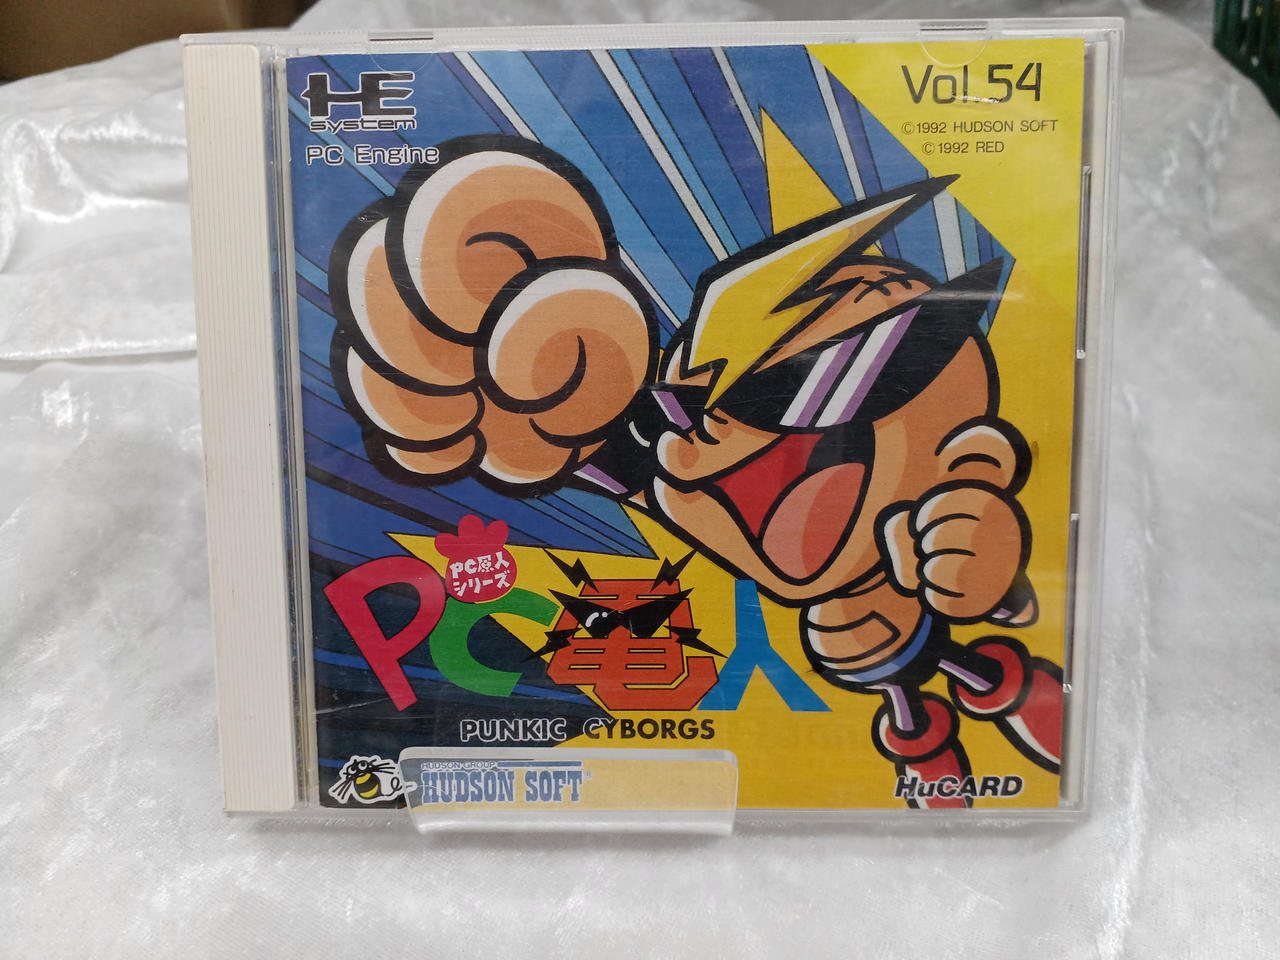 HE
system
PC Engine
Vol.54
©1992 HUDSON SOFT
© 1992 RED
PC原人
シリーズ
PC電人
PUNKIC CYBORGS
HUDSON GROUP
HUDSON SOFT™
HuCARD